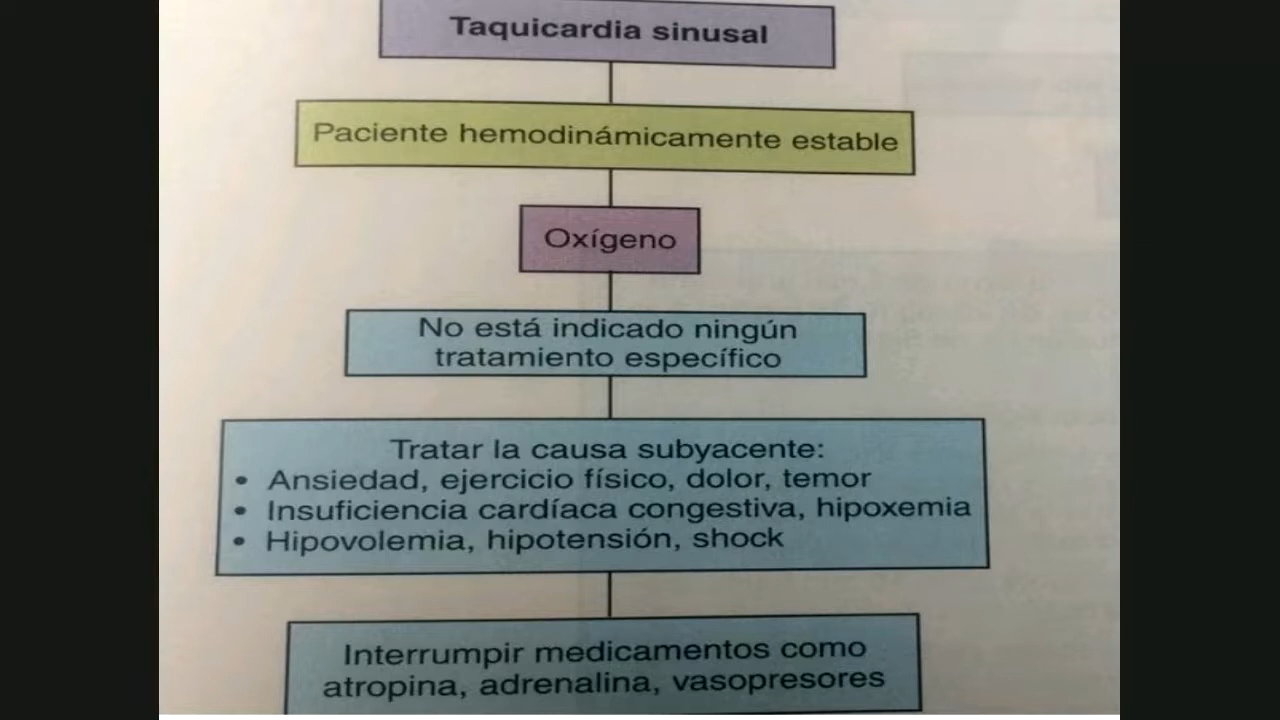 Taquicardia sinusal
Paciente hemodinámicamente estable
Oxígeno
No está indicado ningún
tratamiento específico
Tratar la causa subyacente:
• Ansiedad, ejercicio físico, dolor, temor
• Insuficiencia cardíaca congestiva, hipoxemia
• Hipovolemia, hipotensión, shock
Interrumpir medicamentos como
atropina, adrenalina, vasopresores